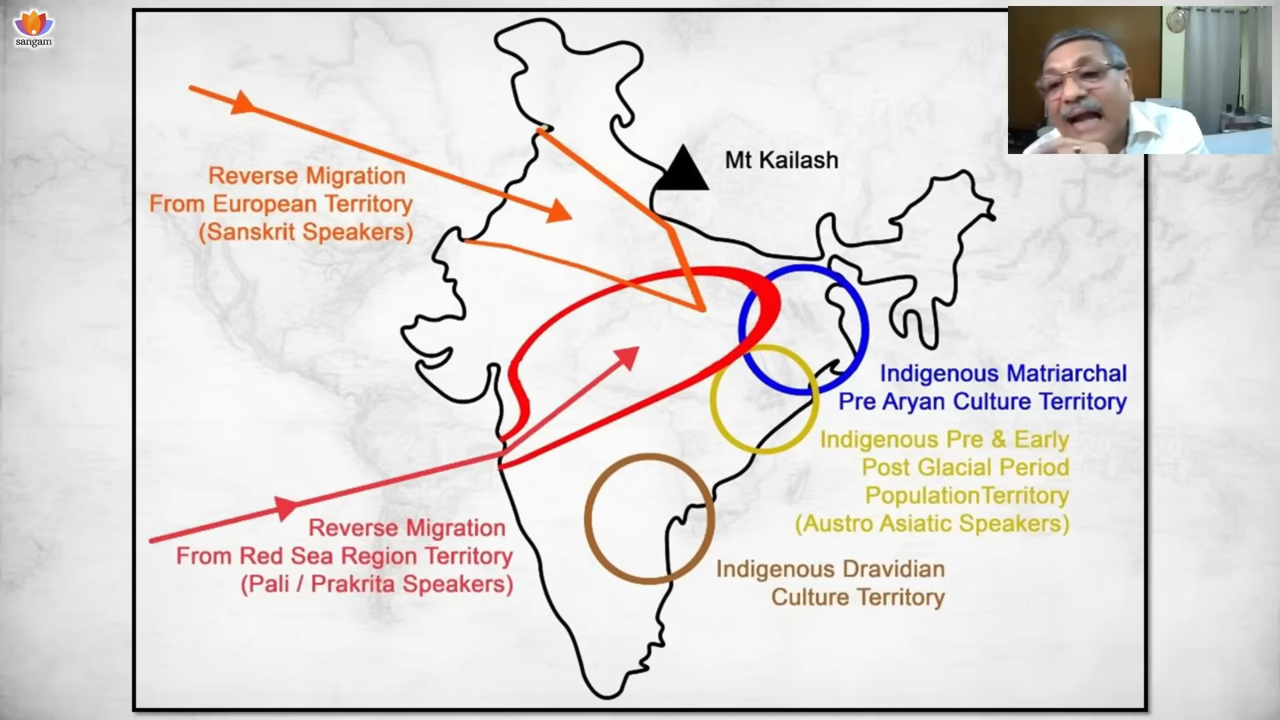 sangam
Mt Kailash
Reverse Migration
From European Territory
(Sanskrit Speakers)
Indigenous Matriarchal
Pre Aryan Culture Territory
Indigenous Pre & Early
Post Glacial Period
PopulationTerritory
(Austro Asiatic Speakers)
Reverse Migration
From Red Sea Region Territory
(Pali / Prakrita Speakers)
Indigenous Dravidian
Culture Territory